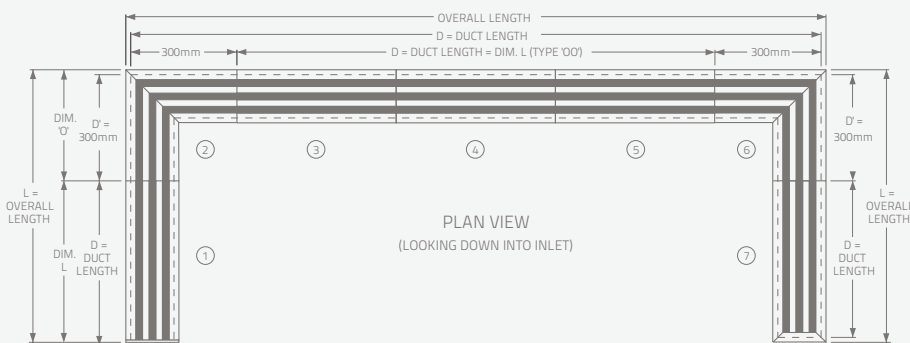 OVERALL LENGTH
D = DUCT LENGTH
300mm
D = DUCT LENGTH = DIM. L (TYPE 'OO')
300mm
DIM.
'O'
D' =
300mm
D' =
300mm
2
3
4
5
6
L =
OVERALL
LENGTH
L =
OVERALL
LENGTH
PLAN VIEW
(LOOKING DOWN INTO INLET)
DIM.
L
D =
DUCT
LENGTH
1
7
D =
DUCT
LENGTH